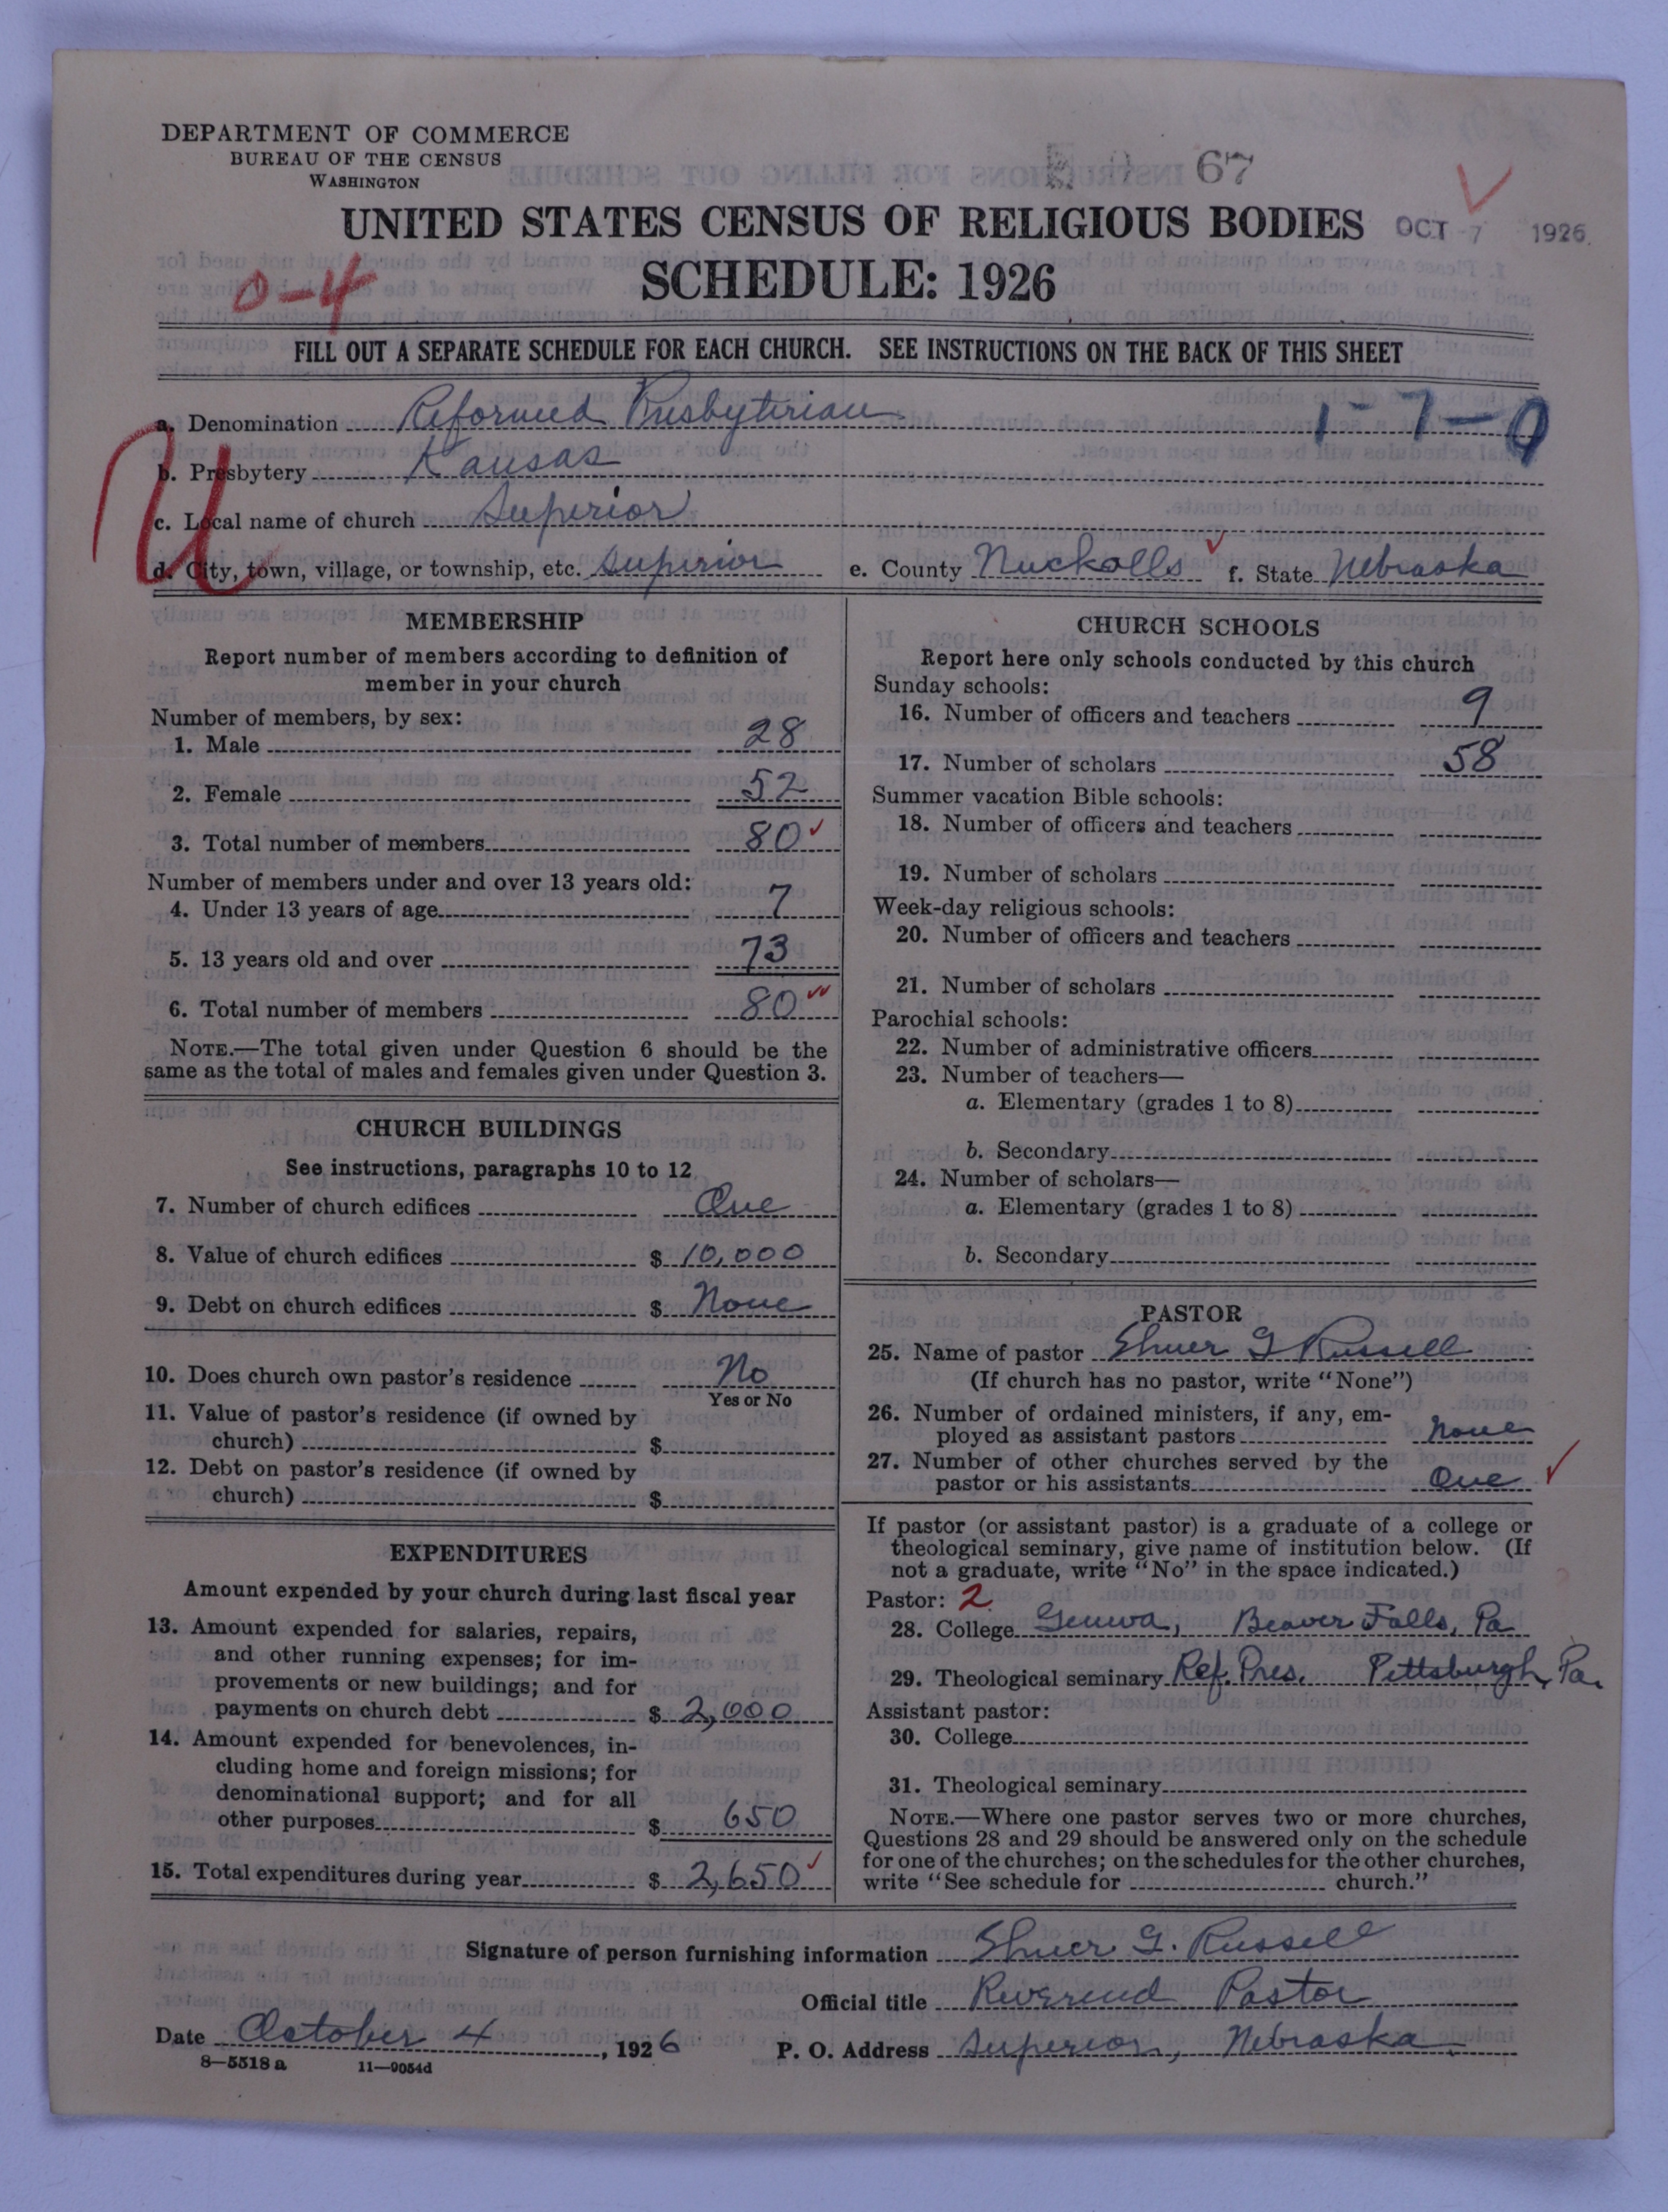 DEPARTMENT OF COMMERCE
BUREAU OF THE CENSUS
WASHINGTON
67
UNITED STATES CENSUS OF RELIGIOUS BODIES
OCT -7 1926
SCHEDULE: 1926
0-4
FILL OUT A SEPARATE SCHEDULE FOR EACH CHURCH. SEE INSTRUCTIONS ON THE BACK OF THIS SHEET
a. Denomination Reformed Presbyterian 1-7-0
b. Presbytery Kansas
c. Local name of church Superior
d. City, town, village, or township, etc. Superior e. County Nuckolls f. State Nebraska
MEMBERSHIP
Report number of members according to definition of
member in your church
Number of members, by sex:
1. Male 28
2. Female 52
3. Total number of members 80
Number of members under and over 13 years old:
4. Under 13 years of age 7
5. 13 years old and over 73
6. Total number of members 80
NOTE.—The total given under Question 6 should be the
same as the total of males and females given under Question 3.
CHURCH BUILDINGS
See instructions, paragraphs 10 to 12
7. Number of church edifices One
8. Value of church edifices $ 10,000
9. Debt on church edifices $ None
10. Does church own pastor's residence No
Yes or No
11. Value of pastor's residence (if owned by
church) $
12. Debt on pastor's residence (if owned by
church) $
EXPENDITURES
Amount expended by your church during last fiscal year
13. Amount expended for salaries, repairs,
and other running expenses; for im-
provements or new buildings; and for
payments on church debt $ 2,000
14. Amount expended for benevolences, in-
cluding home and foreign missions; for
denominational support; and for all
other purposes $ 650
15. Total expenditures during year $ 2,650
CHURCH SCHOOLS
Report here only schools conducted by this church
Sunday schools:
16. Number of officers and teachers 9
17. Number of scholars 58
Summer vacation Bible schools:
18. Number of officers and teachers
19. Number of scholars
Week-day religious schools:
20. Number of officers and teachers
21. Number of scholars
Parochial schools:
22. Number of administrative officers
23. Number of teachers—
a. Elementary (grades 1 to 8)
b. Secondary
24. Number of scholars—
a. Elementary (grades 1 to 8)
b. Secondary
PASTOR
25. Name of pastor Elmer G Russell
(If church has no pastor, write "None")
26. Number of ordained ministers, if any, em-
ployed as assistant pastors None
27. Number of other churches served by the
pastor or his assistants One
If pastor (or assistant pastor) is a graduate of a college or
theological seminary, give name of institution below. (If
not a graduate, write "No" in the space indicated.)
Pastor: 2
28. College Geneva, Beaver Falls, Pa
29. Theological seminary Ref. Pres. Pittsburgh, Pa.
Assistant pastor:
30. College
31. Theological seminary
NOTE.—Where one pastor serves two or more churches,
Questions 28 and 29 should be answered only on the schedule
for one of the churches; on the schedules for the other churches,
write "See schedule for church."
Signature of person furnishing information Elmer G. Russell
Official title Reverend Pastor
Date October 4, 1926 P. O. Address Superior, Nebraska
8—5518 a 11—9054d